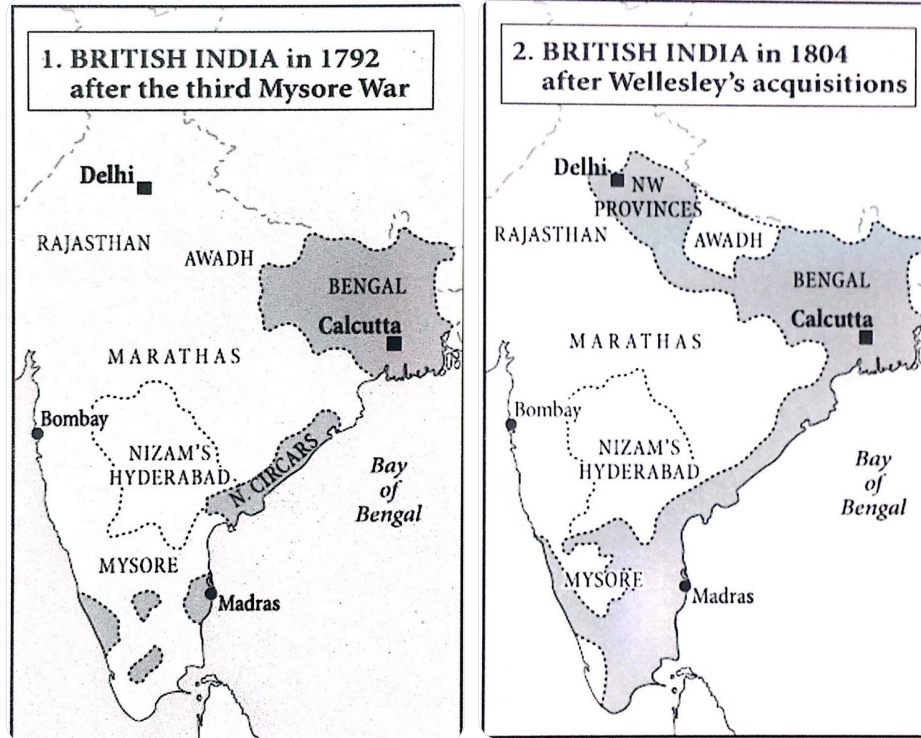 1. BRITISH INDIA in 1792
after the third Mysore War
Delhi
RAJASTHAN
AWADH
BENGAL
Calcutta
MARATHAS
Bombay
NIZAM'S
HYDERABAD
N. CIRCARS
Bay
of
Bengal
MYSORE
Madras
2. BRITISH INDIA in 1804
after Wellesley's acquisitions
Delhi
NW
PROVINCES
RAJASTHAN
AWADH
BENGAL
Calcutta
MARATHAS
Bombay
NIZAM'S
HYDERABAD
Bay
of
Bengal
MYSORE
Madras